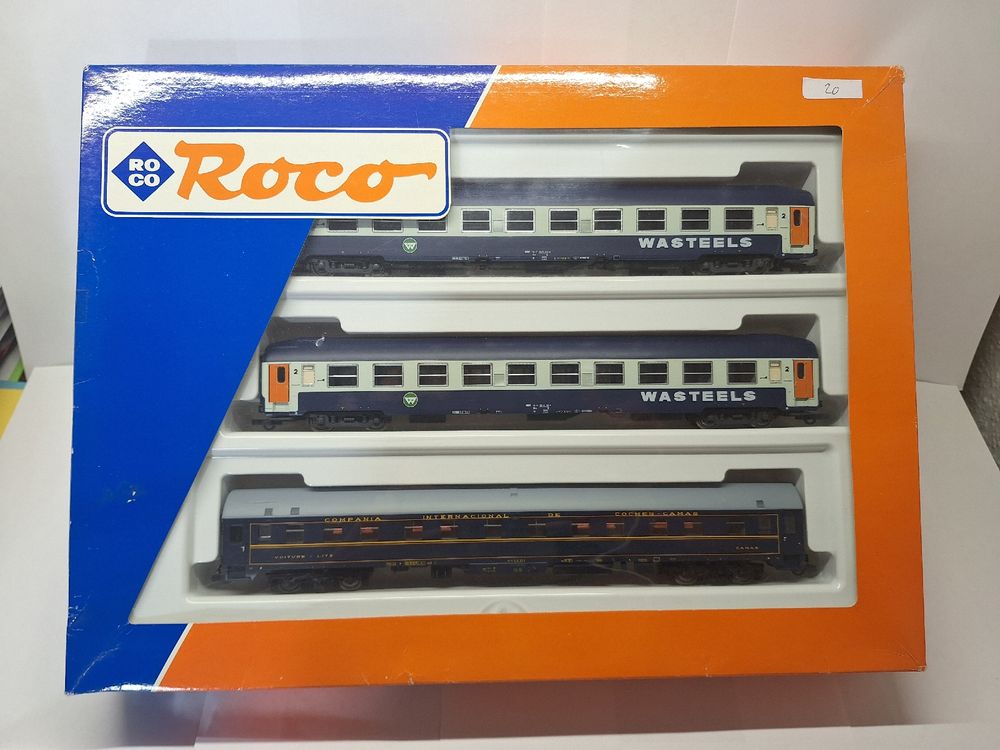 20
RO
CO
Roco
2
WASTEELS
2
2
WASTEELS
COMPAÑIA INTERNACIONAL DE COCHES-CAMAS
VOITURE - LITS
CAMAS